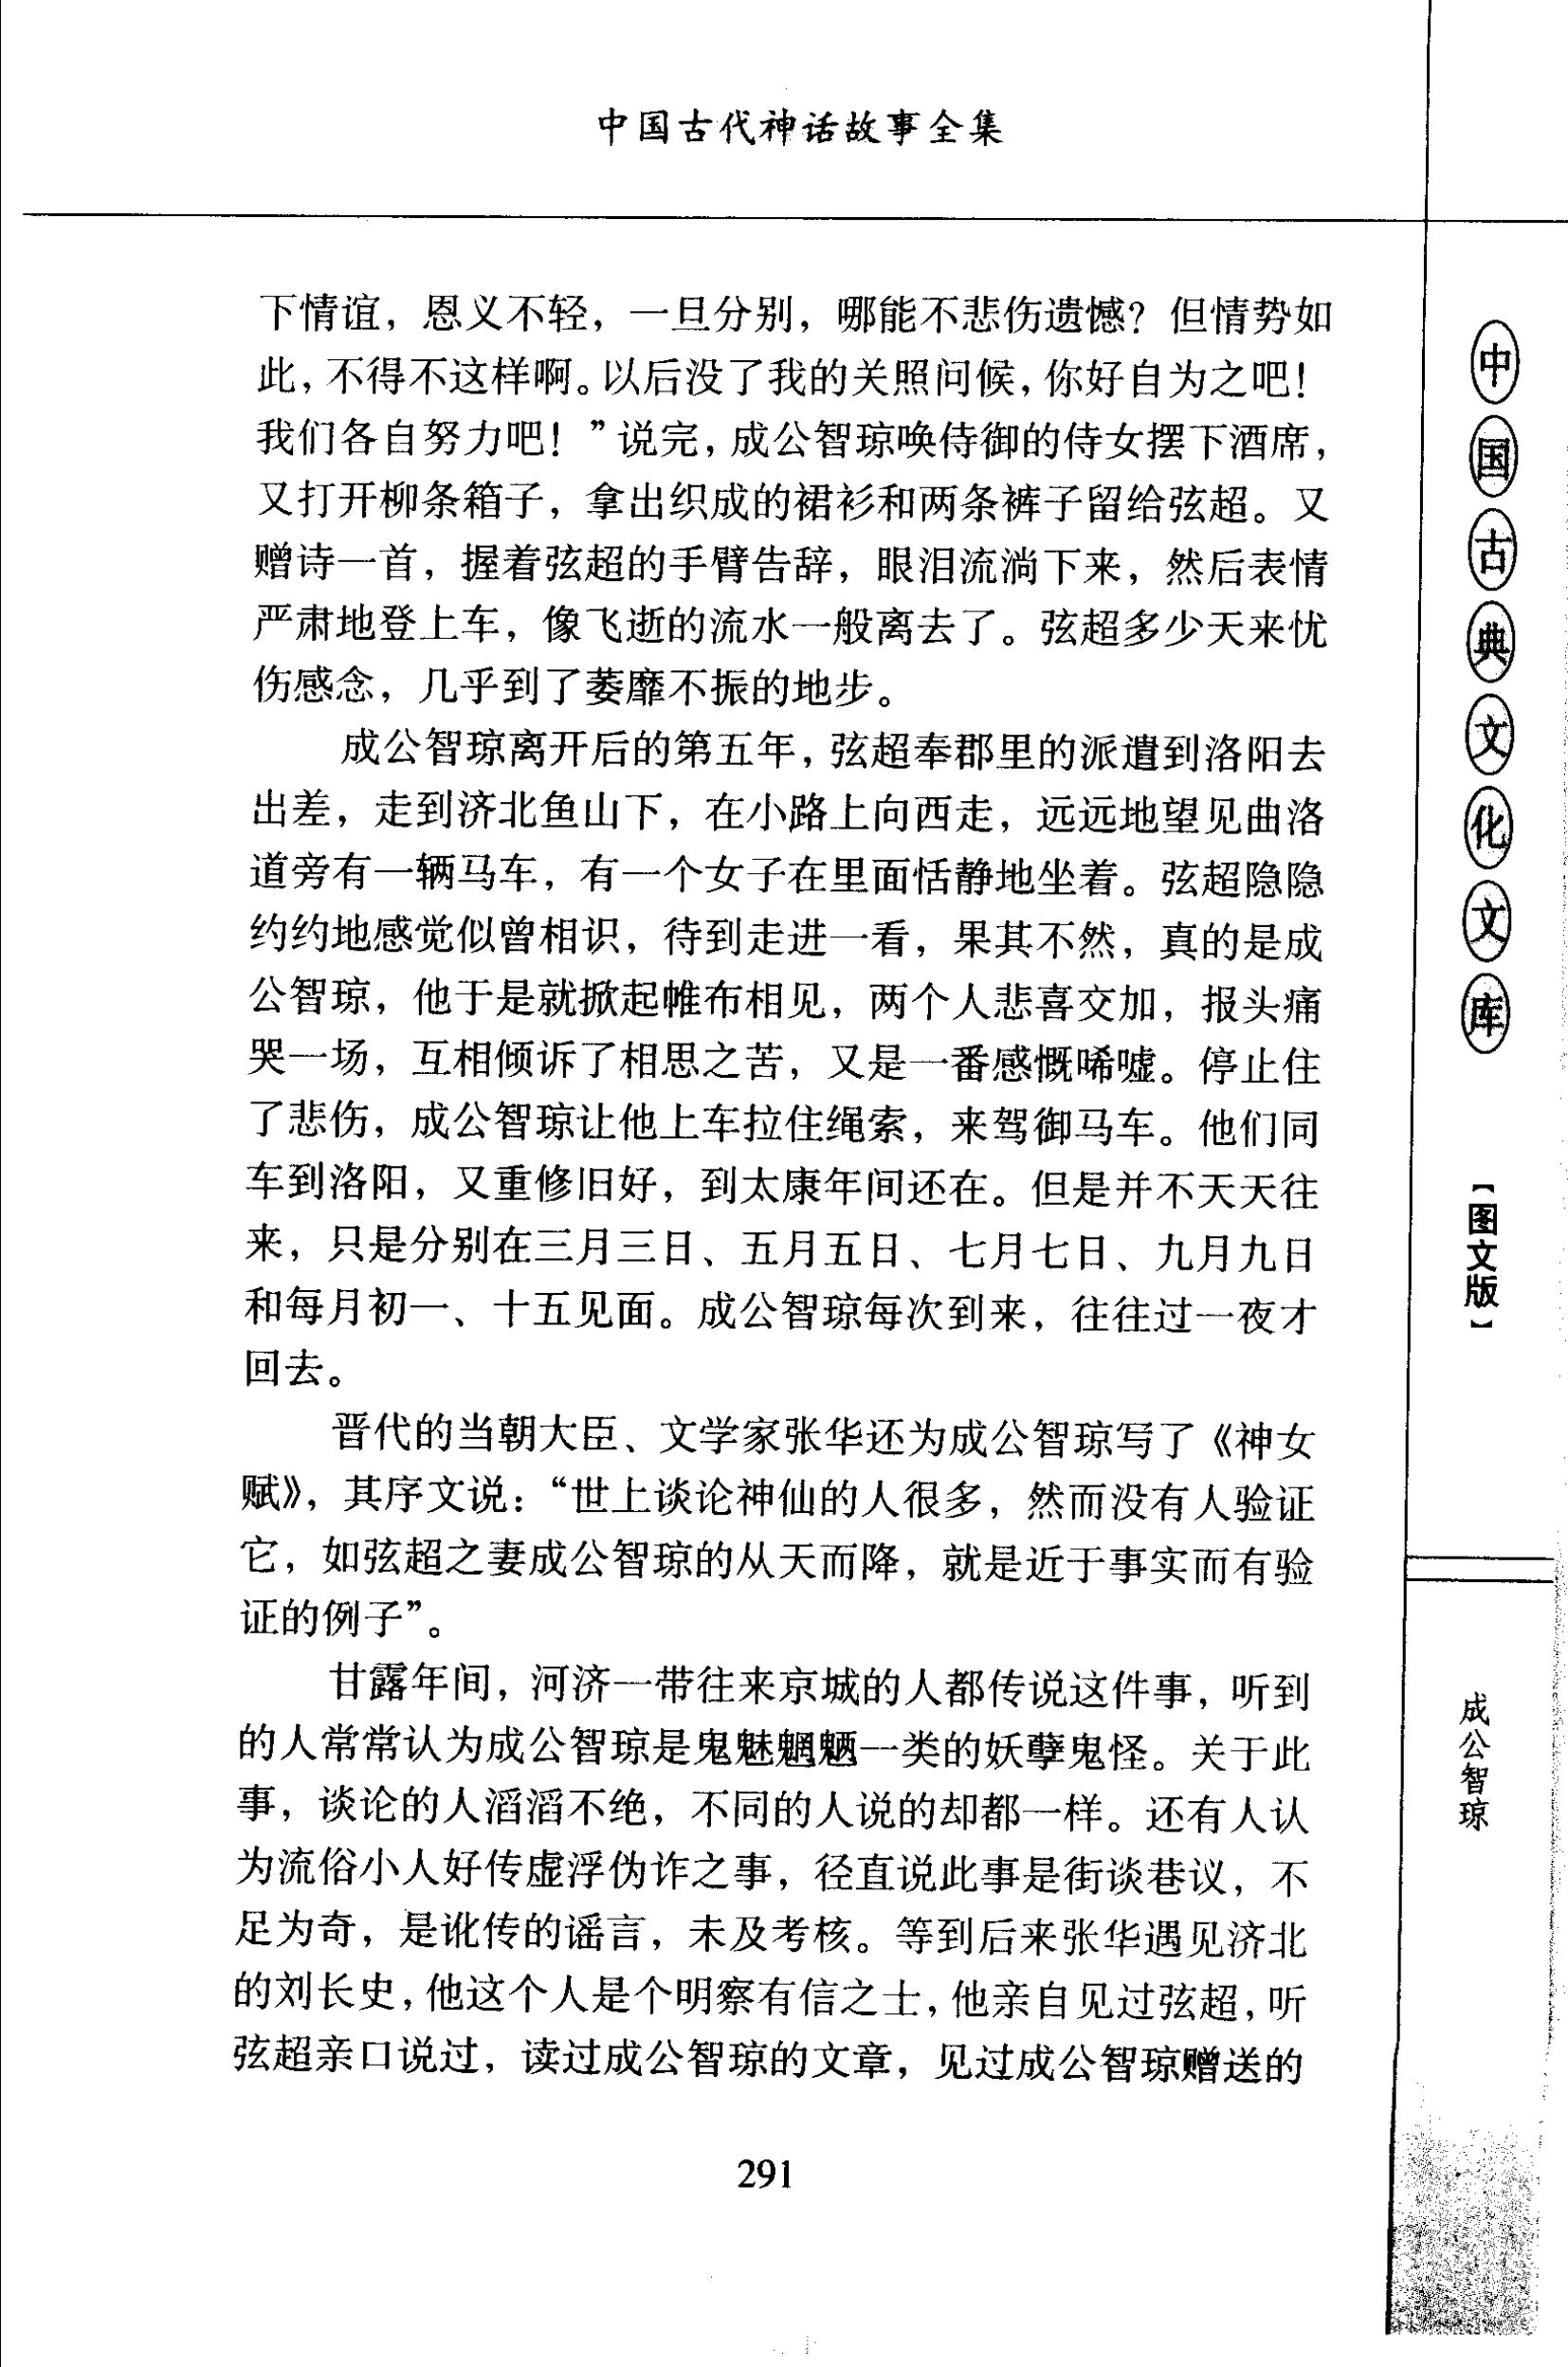 中国古代神话故事全集
下情谊，恩义不轻，一旦分别，哪能不悲伤遗憾？但情势如
此，不得不这样啊。以后没了我的关照问候，你好自为之吧！
我们各自努力吧！”说完，成公智琼唤侍御的侍女摆下酒席，
又打开柳条箱子，拿出织成的裙衫和两条裤子留给弦超。又
赠诗一首，握着弦超的手臂告辞，眼泪流淌下来，然后表情
严肃地登上车，像飞逝的流水一般离去了。弦超多少天来忧
伤感念，几乎到了萎靡不振的地步。
成公智琼离开后的第五年，弦超奉郡里的派遣到洛阳去
出差，走到济北鱼山下，在小路上向西走，远远地望见曲洛
道旁有一辆马车，有一个女子在里面恬静地坐着。弦超隐隐
约约地感觉似曾相识，待到走进一看，果其不然，真的是成
公智琼，他于是就掀起帷布相见，两个人悲喜交加，报头痛
哭一场，互相倾诉了相思之苦，又是一番感慨唏嘘。停止住
了悲伤，成公智琼让他上车拉住绳索，来驾御马车。他们同
车到洛阳，又重修旧好，到太康年间还在。但是并不天天往
来，只是分别在三月三日、五月五日、七月七日、九月九日
和每月初一、十五见面。成公智琼每次到来，往往过一夜才
回去。
晋代的当朝大臣、文学家张华还为成公智琼写了《神女
赋》，其序文说：“世上谈论神仙的人很多，然而没有人验证
它，如弦超之妻成公智琼的从天而降，就是近于事实而有验
证的例子”。
甘露年间，河济一带往来京城的人都传说这件事，听到
的人常常认为成公智琼是鬼魅魍魉一类的妖孽鬼怪。关于此
事，谈论的人滔滔不绝，不同的人说的却都一样。还有人认
为流俗小人好传虚浮伪诈之事，径直说此事是街谈巷议，不
足为奇，是讹传的谣言，未及考核。等到后来张华遇见济北
的刘长史，他这个人是个明察有信之士，他亲自见过弦超，听
弦超亲口说过，读过成公智琼的文章，见过成公智琼赠送的
291
中国古典文化文库
【图文版】
成公智琼